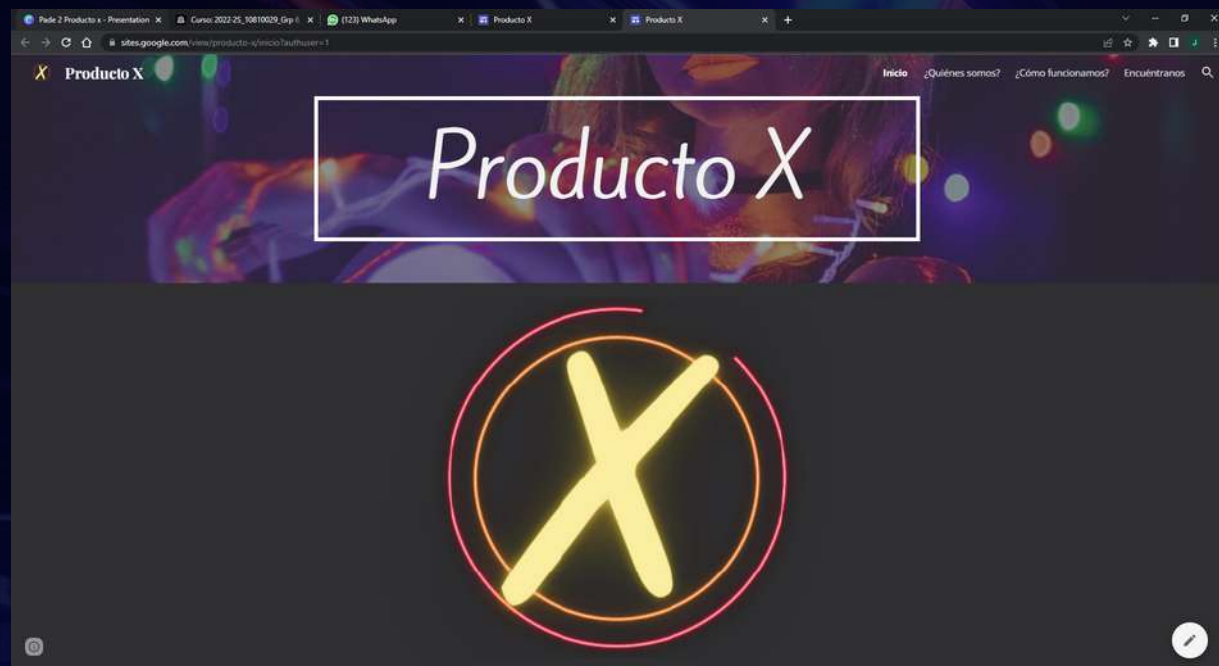 Pade 2 Producto x - Presentation
Curso: 2022-25_10810029_Grp 8
(123) WhatsApp
Producto X
Producto X
sites.google.com/view/producto-x/inicio?authuser=1
X Producto X
Inicio
¿Quiénes somos?
¿Cómo funcionamos?
Encuéntranos
Producto X
X